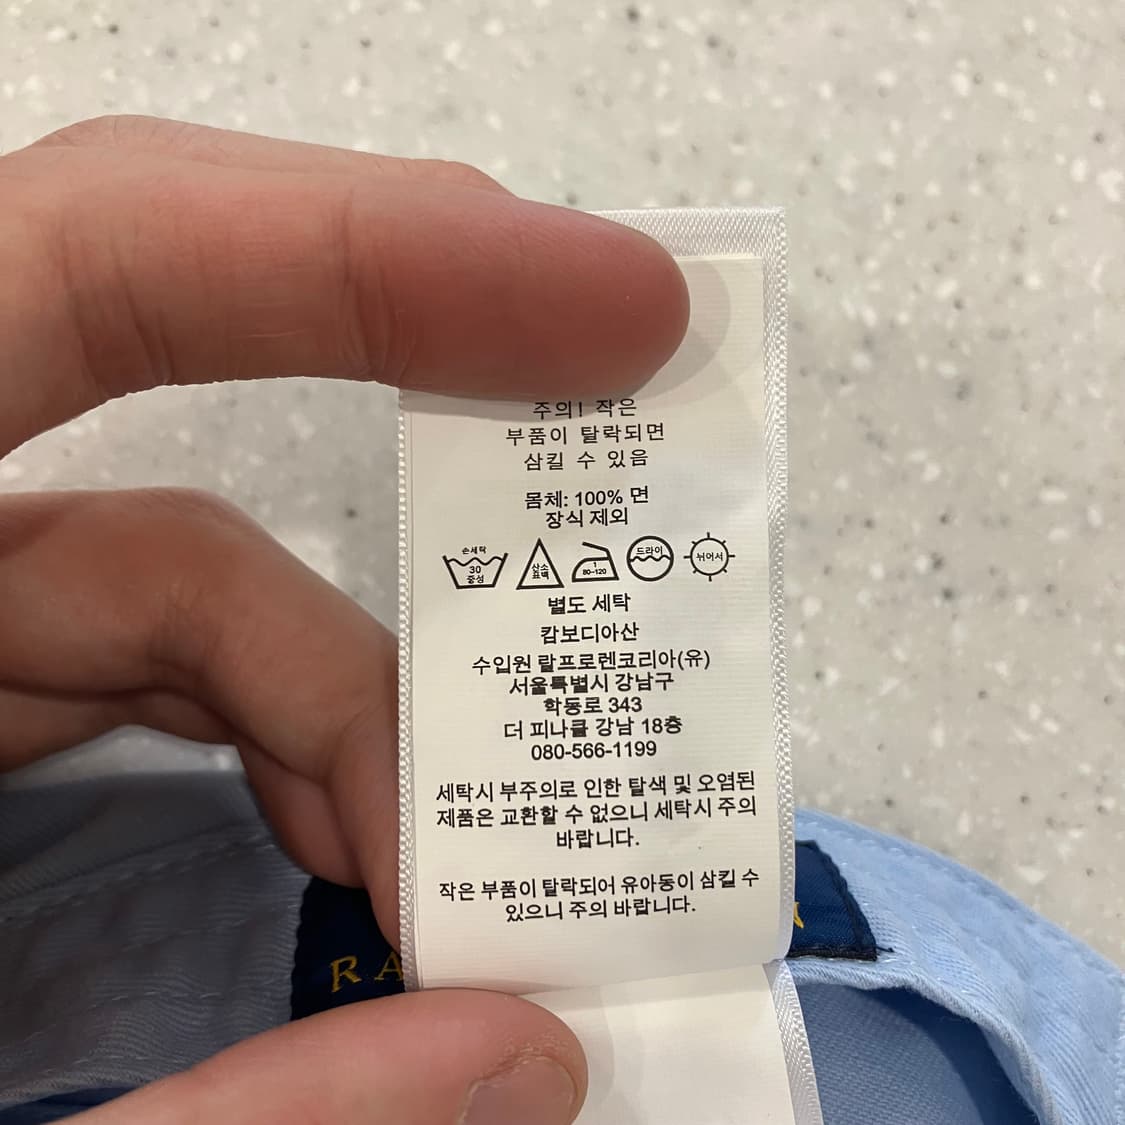 주의! 작은
부품이 탈락되면
삼킬 수 있음
몸체: 100% 면
장식 제외
손세탁
30
중성
산소
표백
1
80~120
드라이
뉘어서
별도 세탁
캄보디아산
수입원 랄프로렌코리아(유)
서울특별시 강남구
학동로 343
더 피나클 강남 18층
080-566-1199
세탁시 부주의로 인한 탈색 및 오염된
제품은 교환할 수 없으니 세탁시 주의
바랍니다.
작은 부품이 탈락되어 유아동이 삼킬 수
있으니 주의 바랍니다.
RA